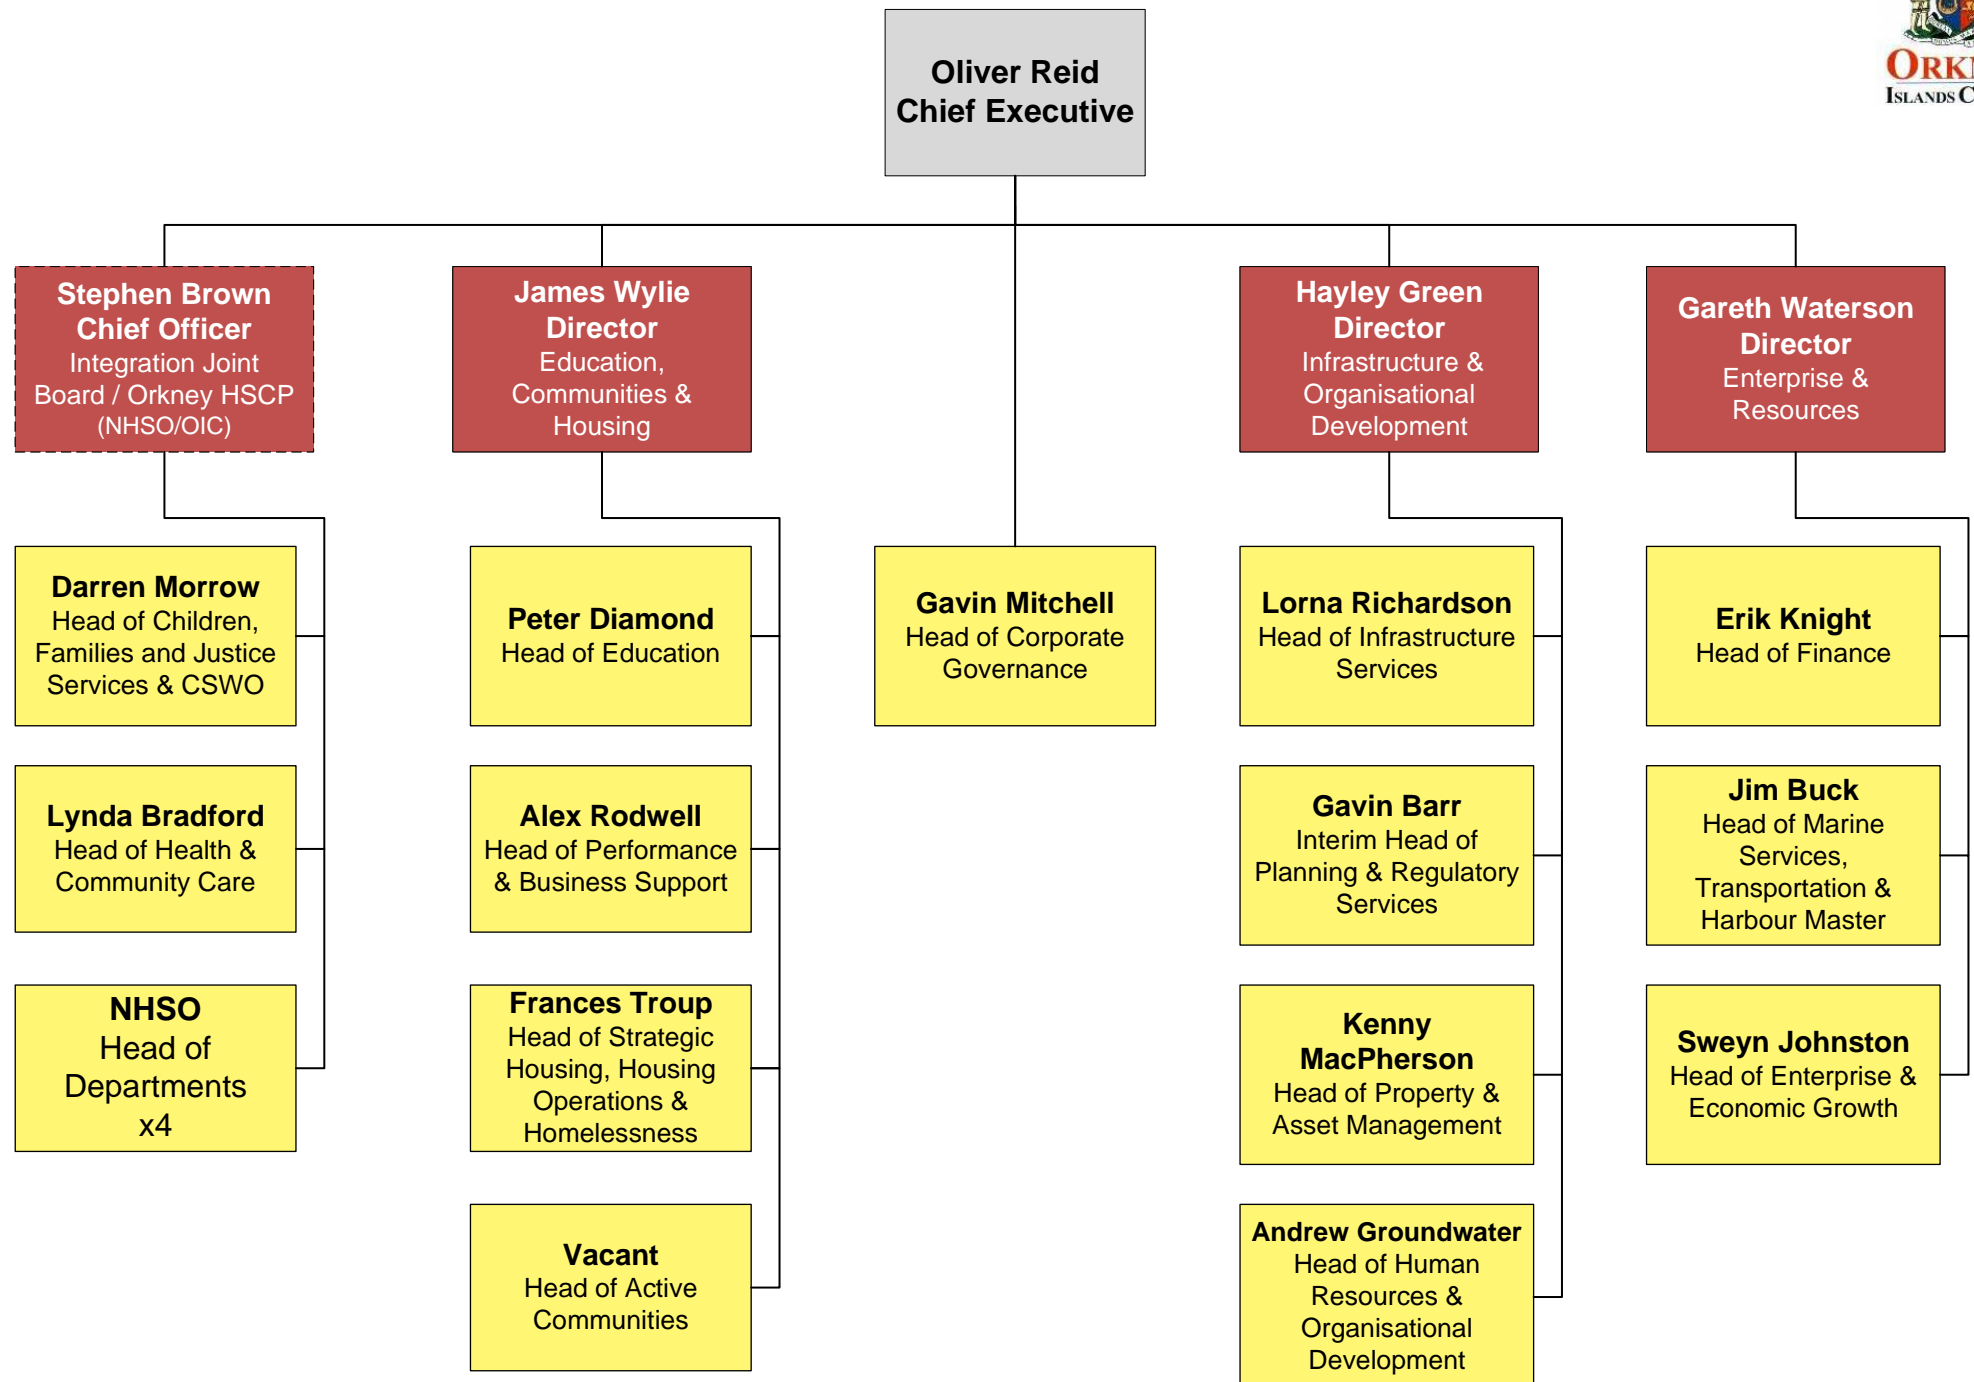 Oliver Reid
Chief Executive
ISLANDS
Stephen Brown
Chief Officer
Integration Joint
Board / Orkney HSCP
(NHSO/OIC)
James Wylie
Director
Education,
Communities &
Housing
Hayley Green
Director
Infrastructure &
Organisational
Development
Gareth Waterson
Director
Enterprise &
Resources
Darren Morrow
Head of Children,
Families and Justice
Services & CSWO
Peter Diamond
Head of Education
Gavin Mitchell
Head of Corporate
Governance
Lorna Richardson
Head of Infrastructure
Services
Erik Knight
Head of Finance
Lynda Bradford
Head of Health &
Community Care
Alex Rodwell
Head of Performance
& Business Support
Gavin Barr
Interim Head of
Planning & Regulatory
Services
Jim Buck
Head of Marine
Services,
Transportation &
Harbour Master
NHSO
Head of
Departments
x4
Frances Troup
Head of Strategic
Housing, Housing
Operations &
Homelessness
Kenny
MacPherson
Head of Property &
Asset Management
Sweyn Johnston
Head of Enterprise &
Economic Growth
Vacant
Head of Active
Communities
Andrew Groundwater
Head of Human
Resources &
Organisational
Development